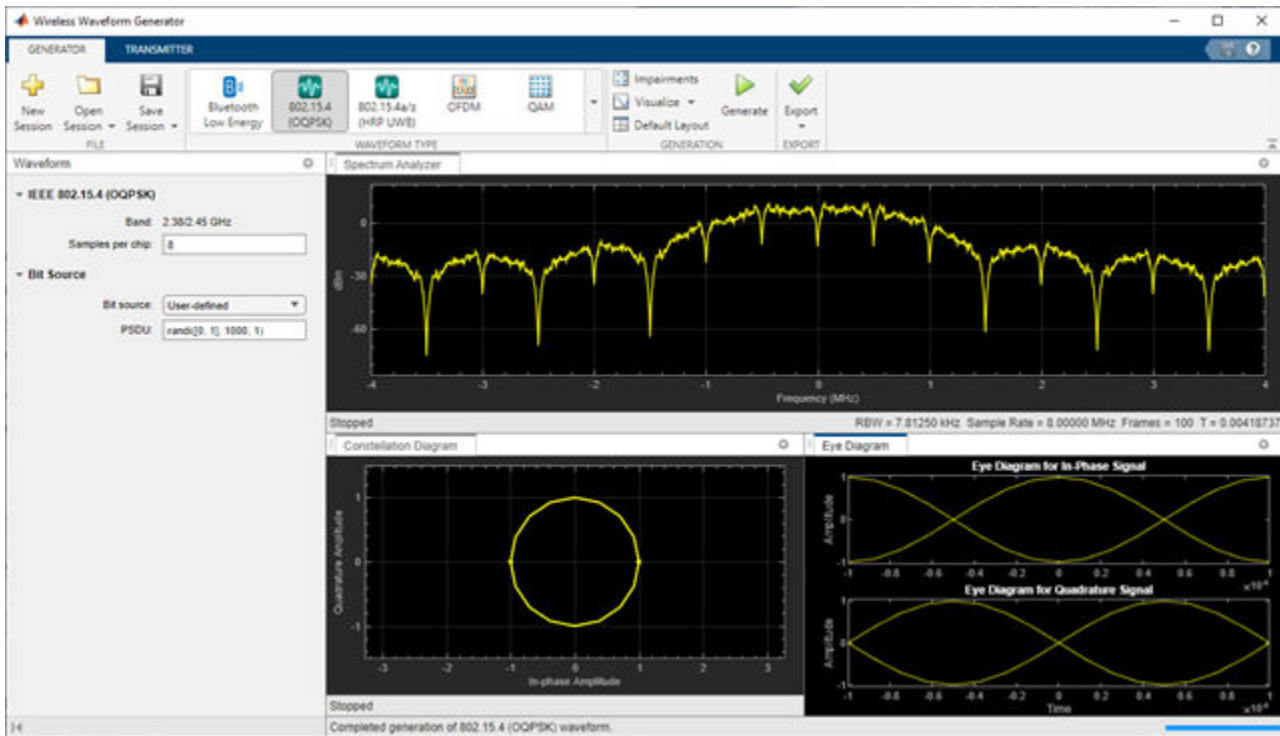 Wireless Waveform Generator
GENERATOR TRANSMITTER
New Session
Open Session
Save Session
FILE
Bluetooth Low Energy
802.15.4 (OQPSK)
802.15.4a/z (HRP UWB)
OFDM
QAM
WAVEFORM TYPE
Impairments
Visualize
Default Layout
Generate
GENERATION
Export
EXPORT
Waveform
IEEE 802.15.4 (OQPSK)
Band: 2.38/2.45 GHz
Samples per chip: 8
Bit Source
Bit source: User-defined
PSDU: randi([0, 1], 1000, 1)
Spectrum Analyzer
dBm
0
-30
-60
-4 -3 -2 -1 0 1 2 3 4
Frequency (MHz)
Stopped
RBW = 7.81250 kHz Sample Rate = 8.00000 MHz Frames = 100 T = 0.00418737
Constellation Diagram
Quadrature Amplitude
1
0
-1
-3 -2 -1 0 1 2 3
In-phase Amplitude
Stopped
Eye Diagram
Eye Diagram for In-Phase Signal
Amplitude
1
0
-1
-1 -0.8 -0.6 -0.4 -0.2 0 0.2 0.4 0.6 0.8 1
Eye Diagram for Quadrature Signal
Amplitude
1
0
-1
-1 -0.8 -0.6 -0.4 -0.2 0 0.2 0.4 0.6 0.8 1
Time
Completed generation of 802.15.4 (OQPSK) waveform.